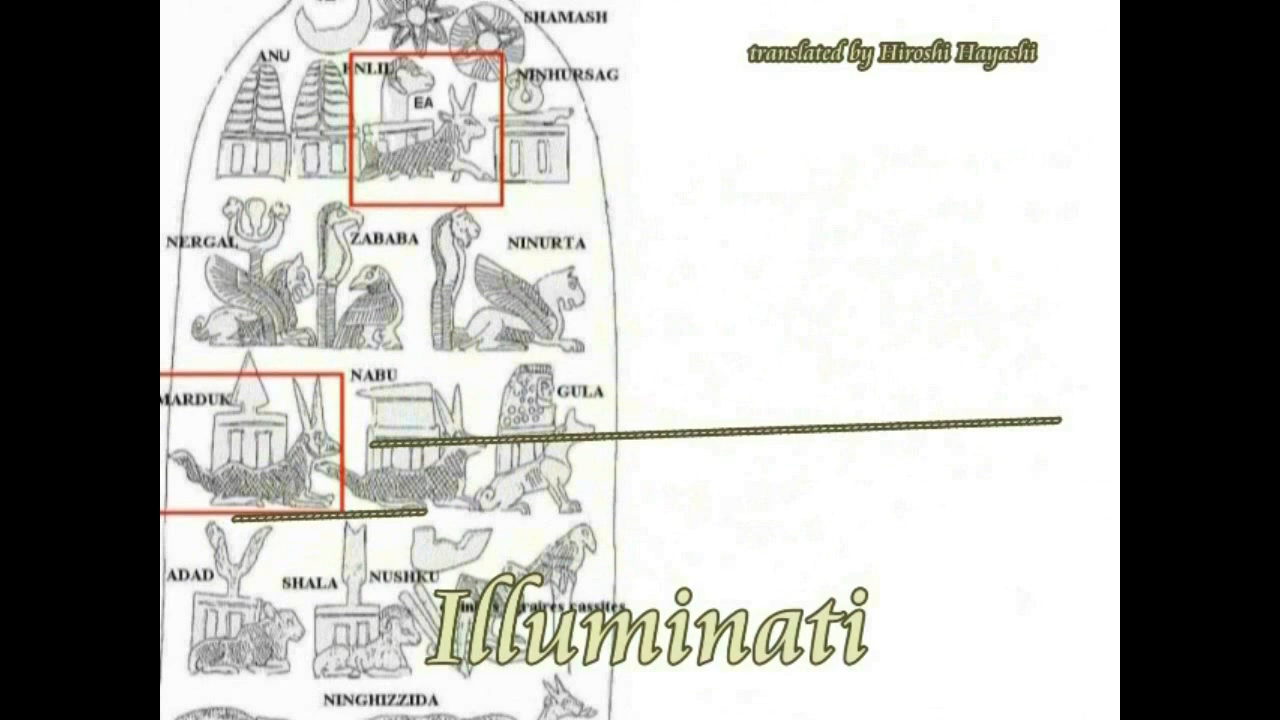 SHAMASH
translated by Hiroshi Hayashi
ANU
ENLIL
NINHURSAG
EA
NERGAL
ZABABA
NINURTA
MARDUK
NABU
GULA
ADAD
SHALA
NUSHKU
cassites
Illuminati
NINGHIZZIDA